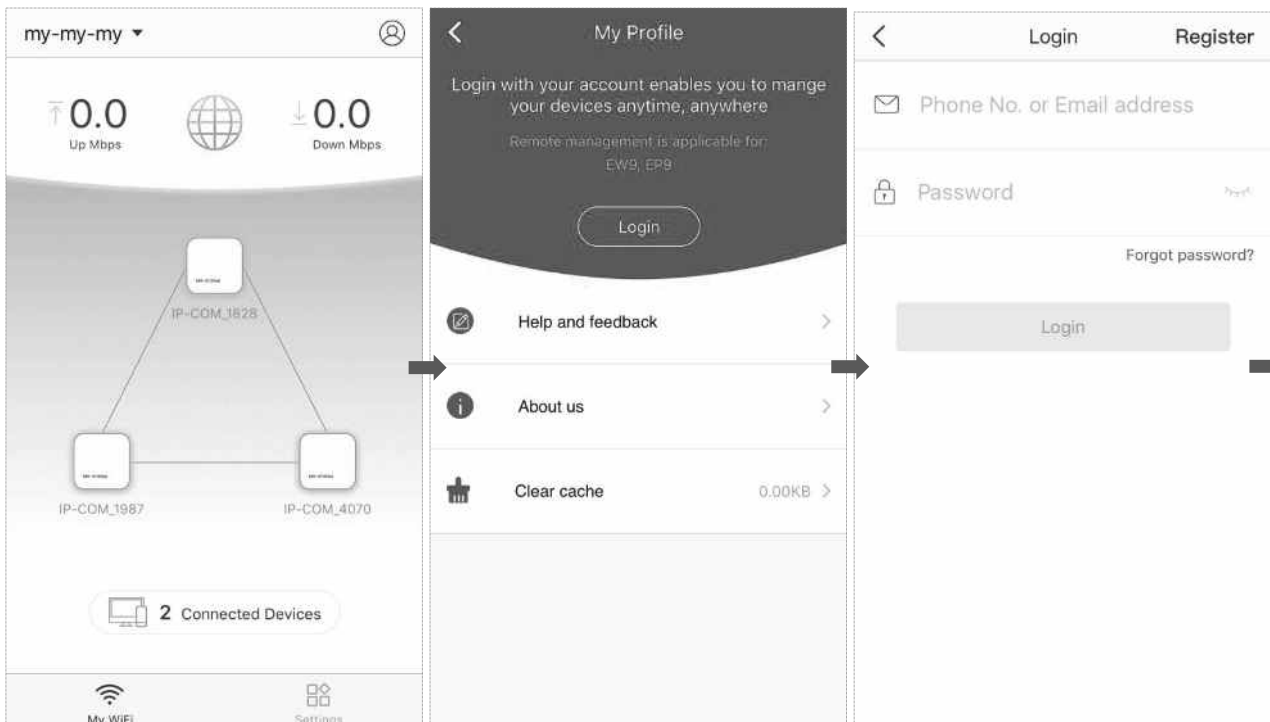 my-my-my
0.0
Up Mbps
0.0
Down Mbps
IP-COM_1828
IP-COM_1987
IP-COM_4070
2 Connected Devices
My WiFi
Settings
My Profile
Login with your account enables you to mange
your devices anytime, anywhere
Remote management is applicable for:
EW9, EP9
Login
Help and feedback
About us
Clear cache
0.00KB
Login
Register
Phone No. or Email address
Password
Forgot password?
Login